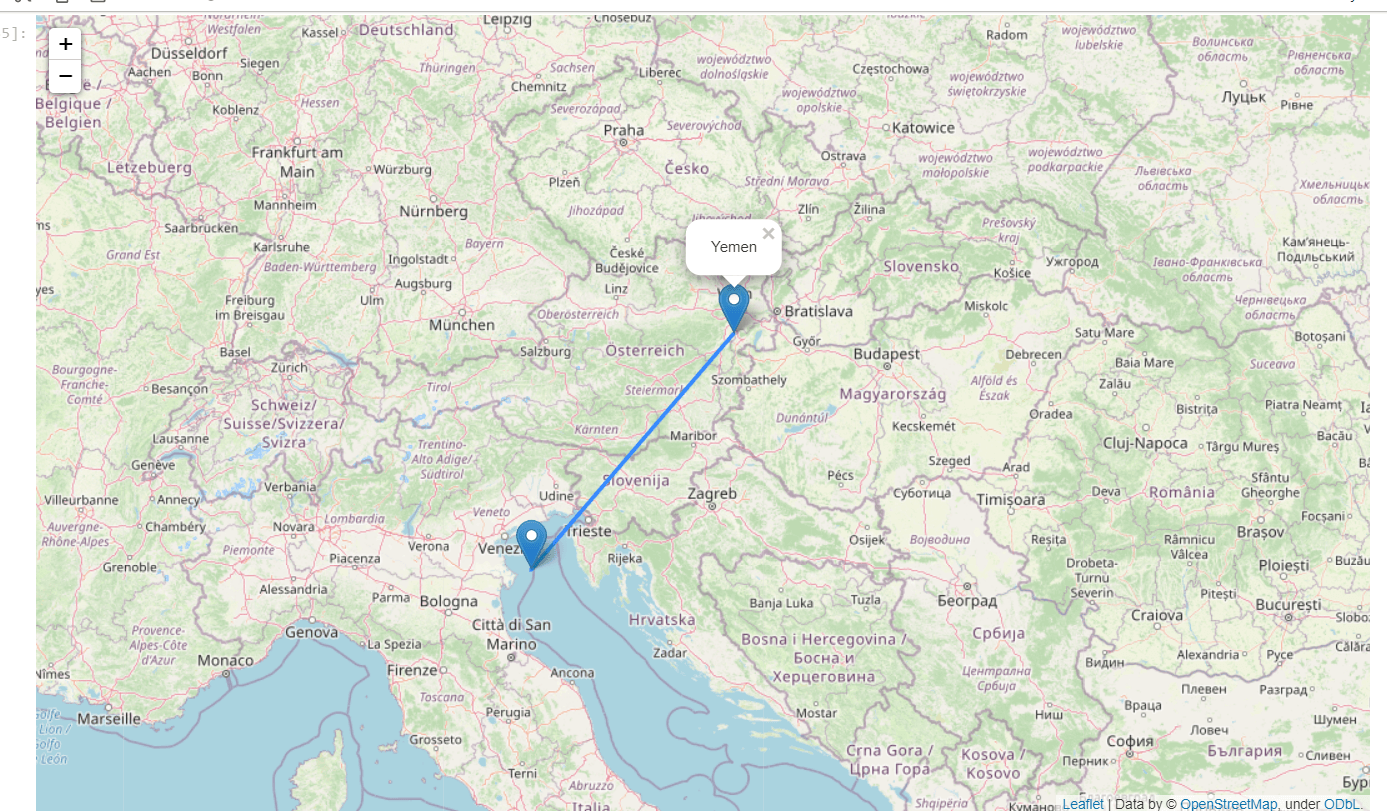 5]:
+
−
Leipzig
Westfalen
Kassel
Deutschland
Radom
województwo
lubelskie
Волинська
область
Рівненська
область
Düsseldorf
Siegen
Aachen
Bonn
Thüringen
Sachsen
Chemnitz
Liberec
województwo
dolnośląskie
Częstochowa
województwo
opolskie
województwo
świętokrzyskie
Луцьк
Рівне
Belgique /
Belgien
Koblenz
Hessen
Severozápad
Praha
Severovýchod
Katowice
Frankfurt am
Main
Würzburg
Lëtzebuerg
Plzeň
Česko
Střední Morava
Ostrava
województwo
małopolskie
województwo
podkarpackie
Львівська
область
Хмельницька
область
Mannheim
Nürnberg
Jihozápad
Jihovýchod
Zlín
Žilina
Prešovský
kraj
Saarbrücken
Karlsruhe
Grand Est
Baden-Württemberg
Bayern
Ingolstadt
České
Budějovice
Yemen
×
Slovensko
Košice
Ужгород
Івано-Франківська
область
Кам'янець-
Подільський
Augsburg
Ulm
Linz
Freiburg
im Breisgau
München
Oberösterreich
Bratislava
Miskolc
Чернівецька
область
Satu Mare
Botoșani
Basel
Zürich
Salzburg
Österreich
Győr
Budapest
Debrecen
Baia Mare
Suceava
Bourgogne-
Franche-
Comté
Besançon
Tirol
Steiermark
Szombathely
Magyarország
Alföld és
Észak
Zalău
Bistrița
Piatra Neamț
Schweiz/
Suisse/Svizzera/
Svizra
Kärnten
Maribor
Dunántúl
Kecskemét
Oradea
Cluj-Napoca
Târgu Mureș
Bacău
Lausanne
Genève
Trentino-
Alto Adige/
Südtirol
Szeged
Arad
Pécs
Villeurbanne
Annecy
Verbania
Udine
Slovenija
Zagreb
Суботица
Timișoara
Deva
România
Sfântu
Gheorghe
Auvergne-
Rhône-Alpes
Chambéry
Novara
Lombardia
Veneto
Trieste
Focșani
Brașov
Grenoble
Piemonte
Piacenza
Verona
Rijeka
Osijek
Војводина
Reșița
Râmnicu
Vâlcea
Ploiești
Buzău
Alessandria
Parma
Bologna
Banja Luka
Tuzla
Београд
Drobeta-
Turnu
Severin
Pitești
București
Provence-
Alpes-Côte
d'Azur
Genova
La Spezia
Città di San
Marino
Hrvatska
Bosna i Hercegovina /
Босна и
Херцеговина
Србија
Craiova
Monaco
Firenze
Ancona
Zadar
Централна
Србија
Видин
Alexandria
Русе
Nîmes
Toscana
Marseille
Perugia
Mostar
Ниш
Плевен
Разград
Враца
Шумен
Golfe
du Lion /
Golfo
de León
Grosseto
Terni
Crna Gora /
Црна Гора
Kosova /
Kosovo
София
Перник
Ловеч
България
Сливен
Abruzzo
Italia
Shqipëria
Leaflet | Data by © OpenStreetMap, under ODbL.